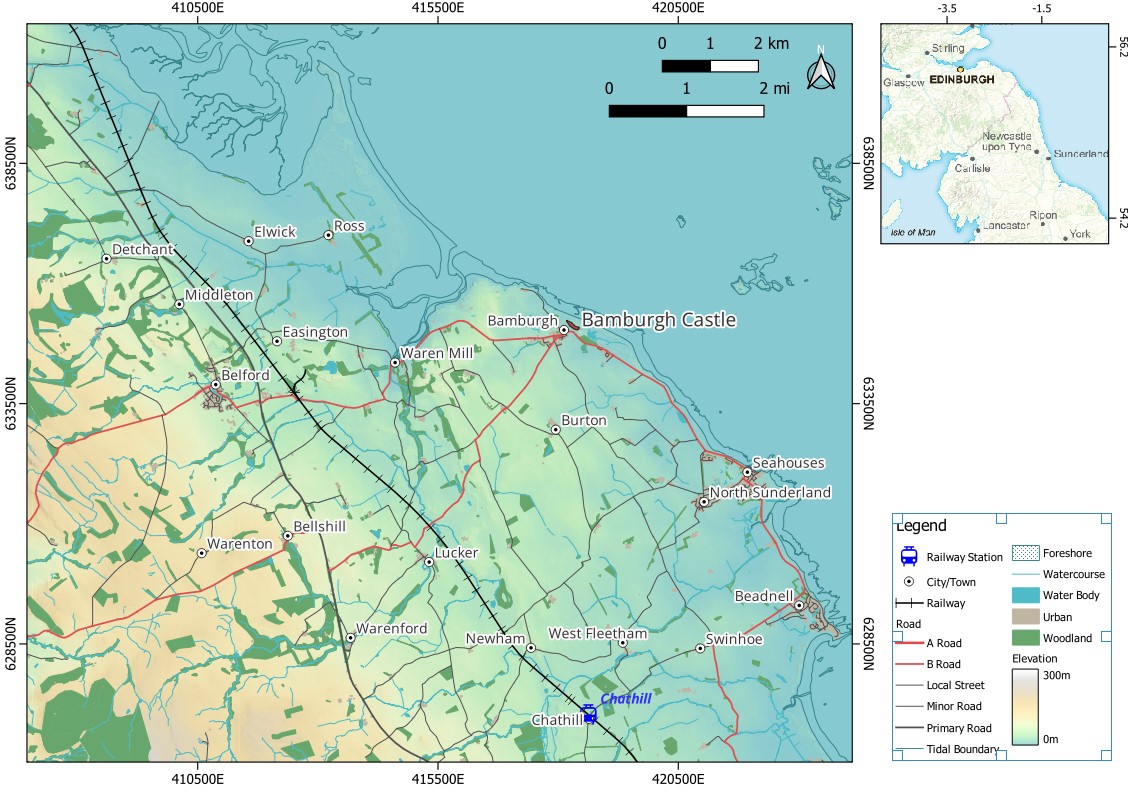 410500E
415500E
420500E
-3.5
-1.5
0 1 2 km
0 1 2 mi
N
Stirling
EDINBURGH
Glasgow
Newcastle
upon Tyne
Sunderland
Carlisle
Ripon
Lancaster
York
Isle of Man
56.2
54.2
638500N
638500N
Ross
Elwick
Detchant
Middleton
Bamburgh
Bamburgh Castle
Easington
Waren Mill
Belford
633500N
633500N
Burton
Seahouses
North Sunderland
Bellshill
Warenton
Lucker
Beadnell
Warenford
Newham
West Fleetham
Swinhoe
628500N
628500N
Chathill
Chathill
410500E
415500E
420500E
Legend
Railway Station
City/Town
Railway
Road
A Road
B Road
Local Street
Minor Road
Primary Road
Tidal Boundary
Foreshore
Watercourse
Water Body
Urban
Woodland
Elevation
300m
0m